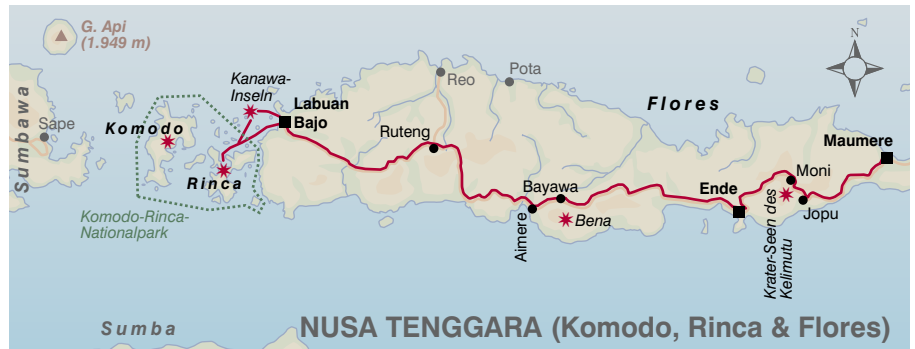 G. Api
(1.949 m)
N
Kanawa-
Inseln
Reo
Pota
Labuan
Bajo
Flores
Sumbawa
Sape
Komodo
Ruteng
Maumere
Rinca
Moni
Bayawa
Ende
Komodo-Rinca-
Nationalpark
Aimere
Bena
Jopu
Krater-Seen des
Kelimutu
Sumba
NUSA TENGGARA (Komodo, Rinca & Flores)